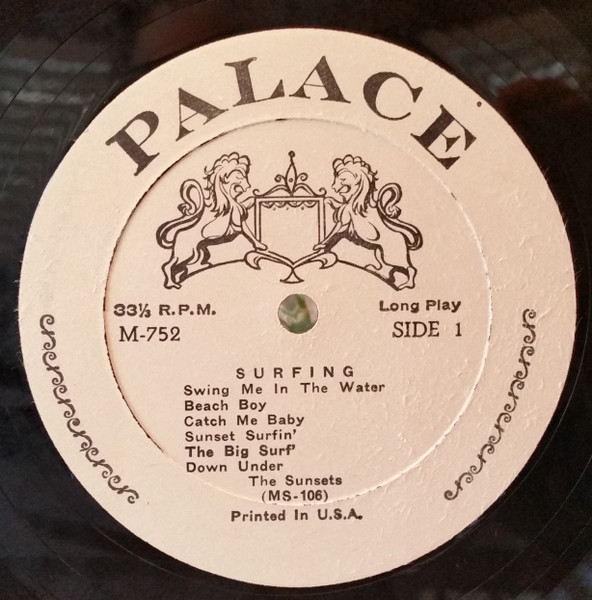 PALACE
33⅓ R.P.M. Long Play
M-752 SIDE 1
SURFING
Swing Me In The Water
Beach Boy
Catch Me Baby
Sunset Surfin'
The Big Surf'
Down Under
The Sunsets
(MS-106)
Printed In U.S.A.